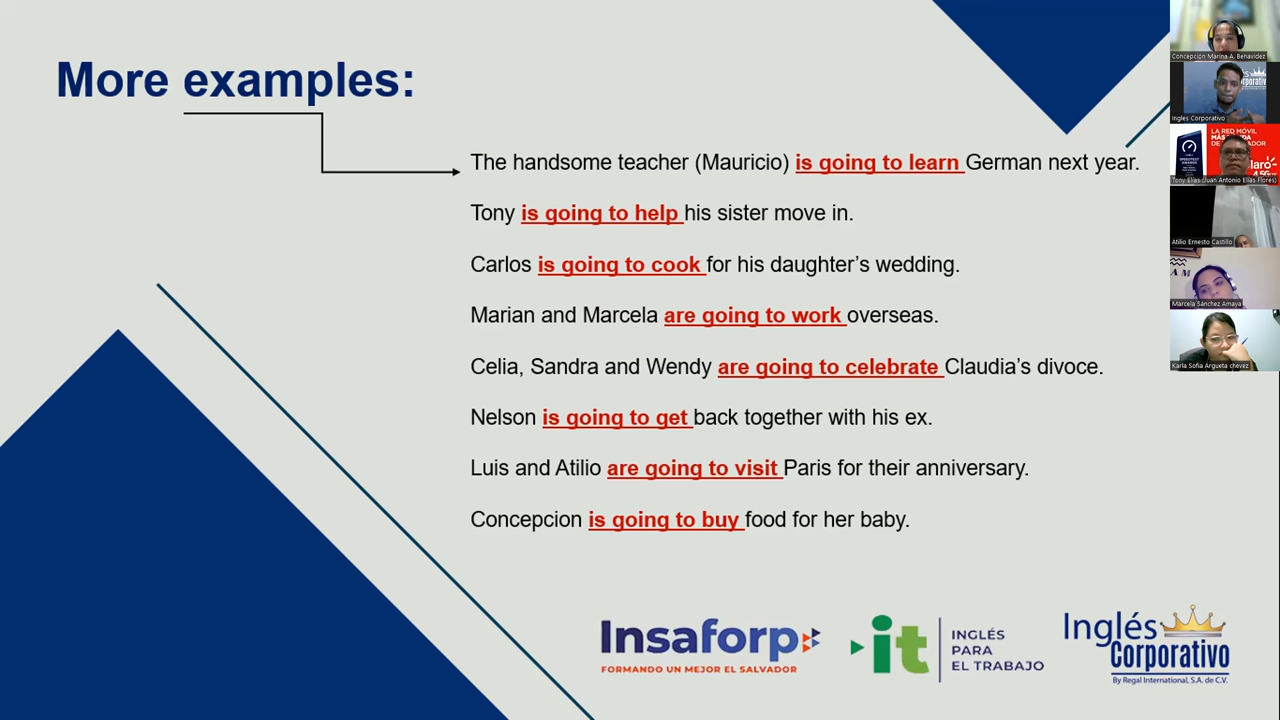 More examples:
The handsome teacher (Mauricio) is going to learn German next year.
Tony is going to help his sister move in.
Carlos is going to cook for his daughter’s wedding.
Marian and Marcela are going to work overseas.
Celia, Sandra and Wendy are going to celebrate Claudia’s divoce.
Nelson is going to get back together with his ex.
Luis and Atilio are going to visit Paris for their anniversary.
Concepcion is going to buy food for her baby.
Insaforp
FORMANDO UN MEJOR EL SALVADOR
it
INGLÉS
PARA
EL TRABAJO
Inglés
Corporativo
By Regal International, S.A. de C.V.
Concepción Marina A. Benavidez
Ingles Corporativo
LA RED MÓVIL
Tony Elías (Juan Antonio Elías Flores)
Atilio Ernesto Castillo
Marcela Sánchez Amaya
Karla Sofia Argueta chevez